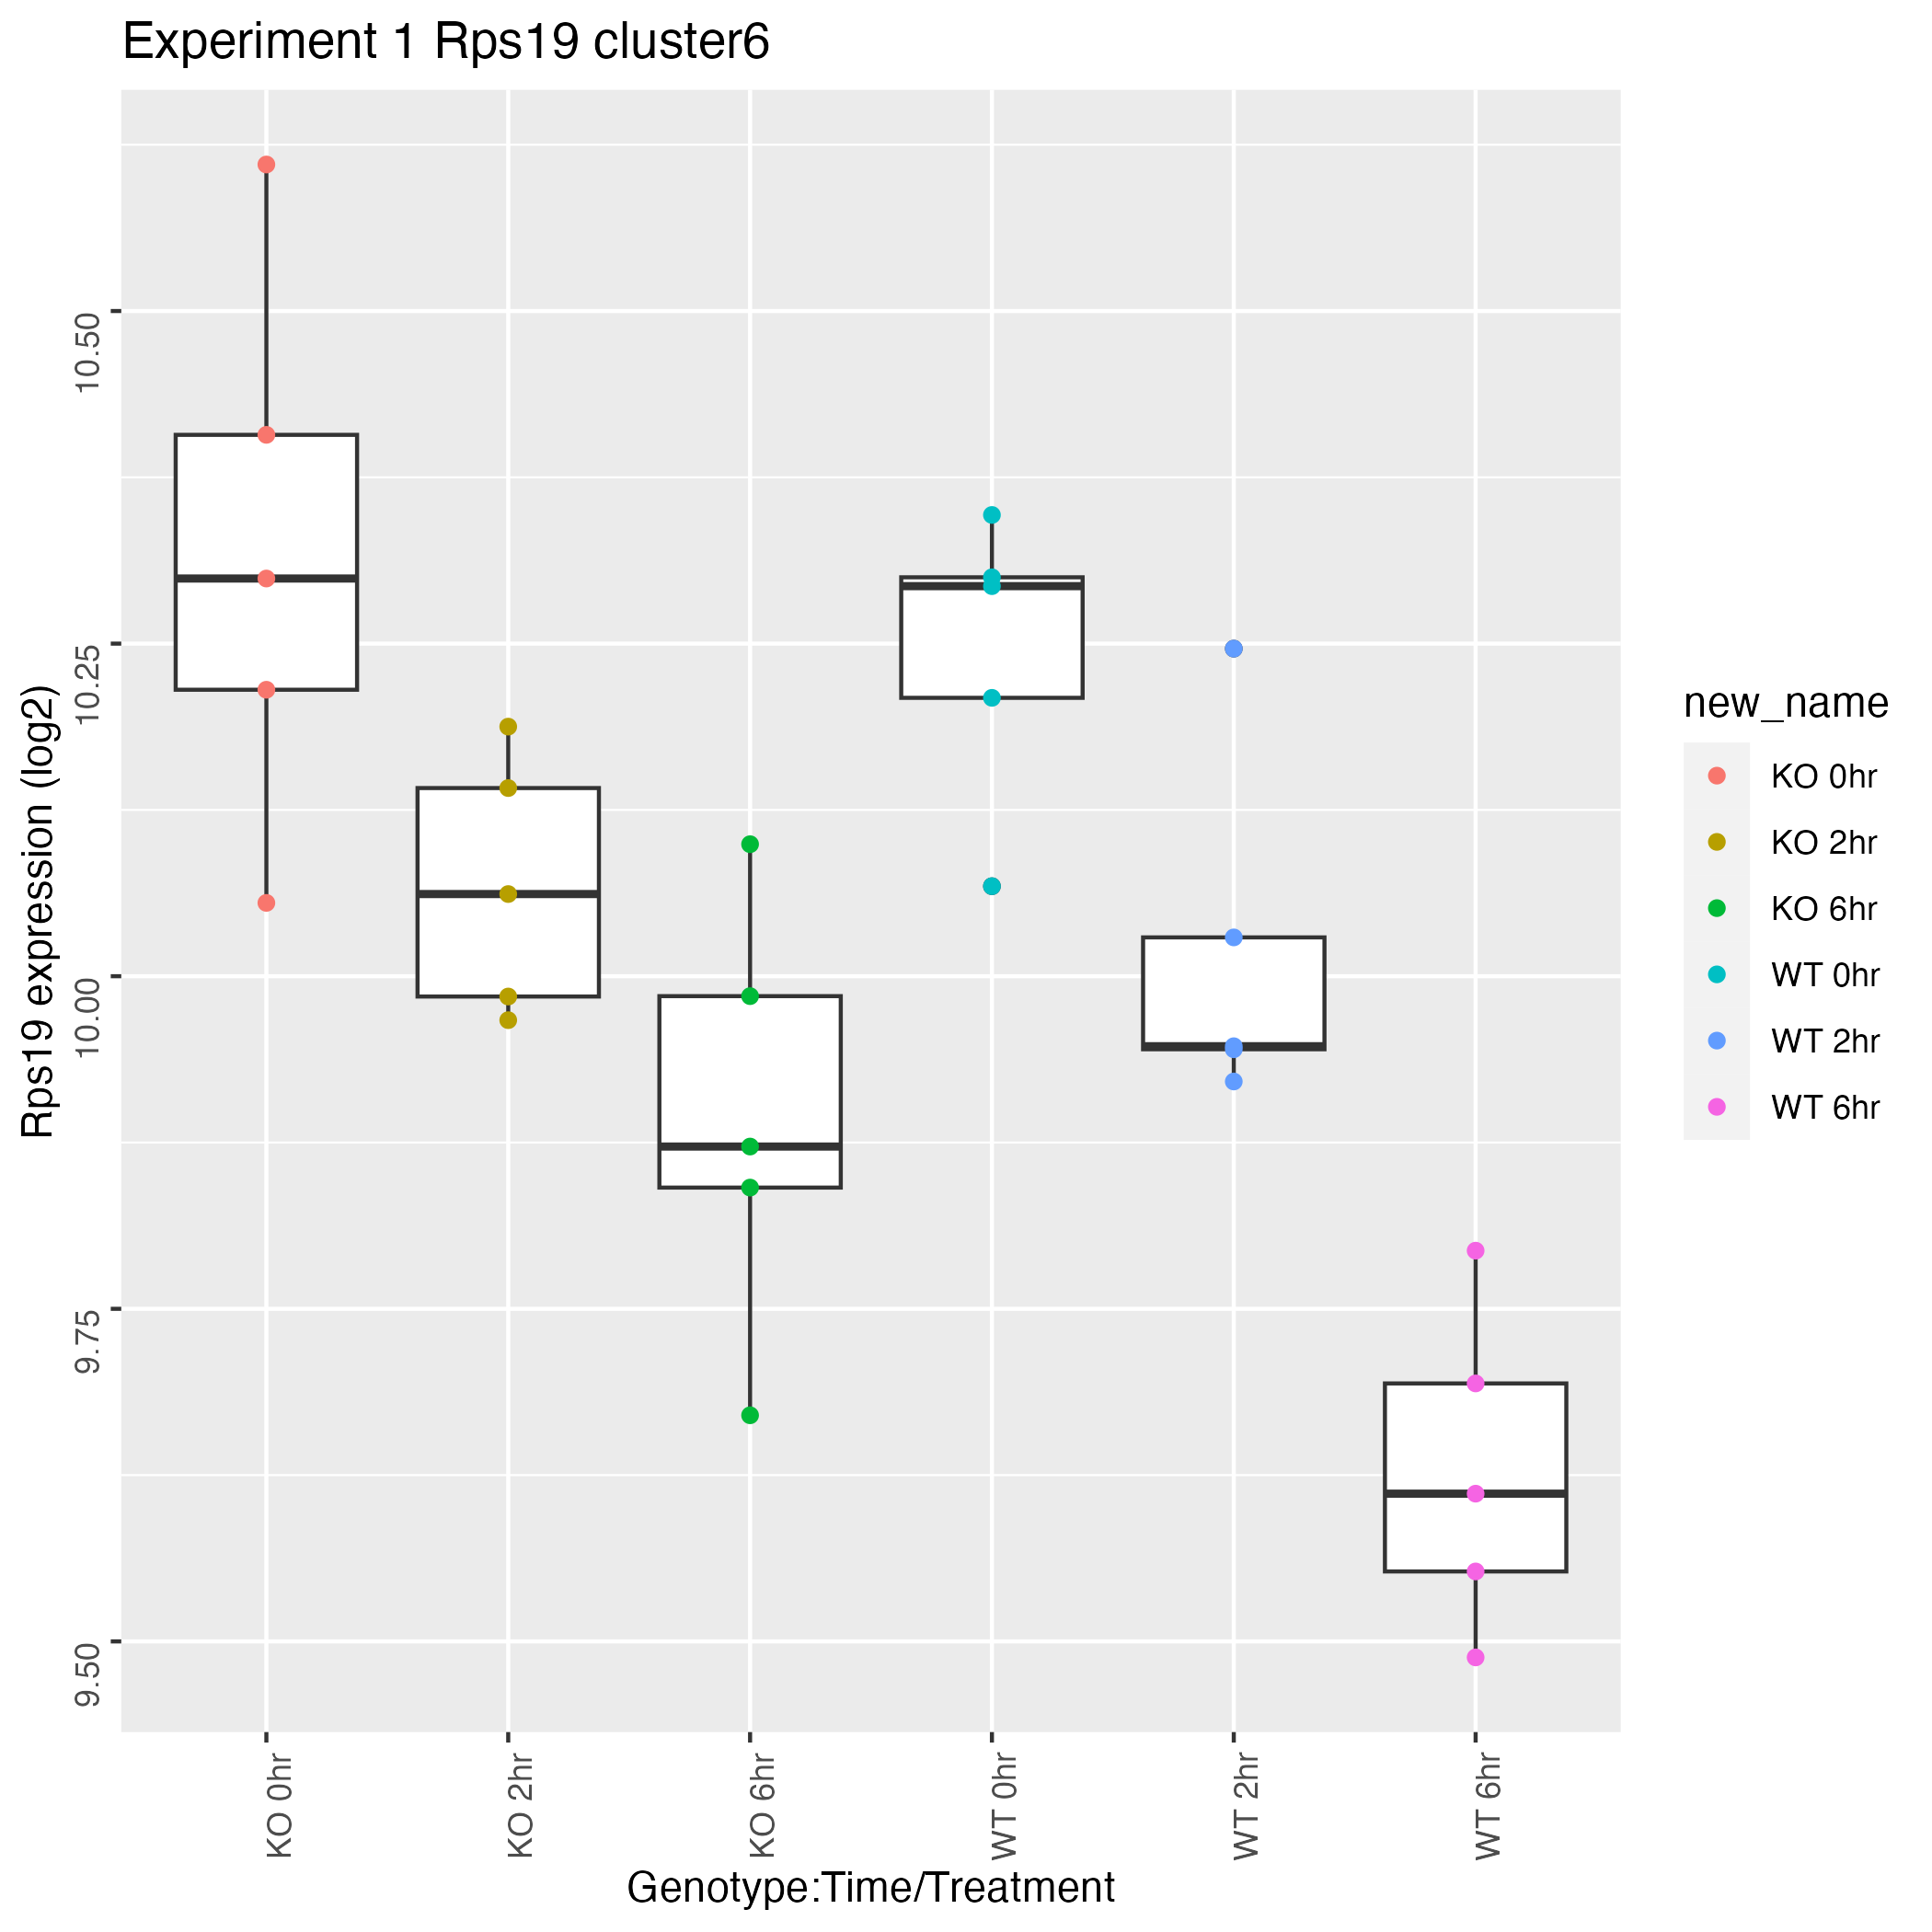 Experiment 1 Rps19 cluster6
Rps19 expression (log2)
10.50
10.25
10.00
9.75
9.50
KO 0hr
KO 2hr
KO 6hr
WT 0hr
WT 2hr
WT 6hr
Genotype:Time/Treatment
new_name
KO 0hr
KO 2hr
KO 6hr
WT 0hr
WT 2hr
WT 6hr